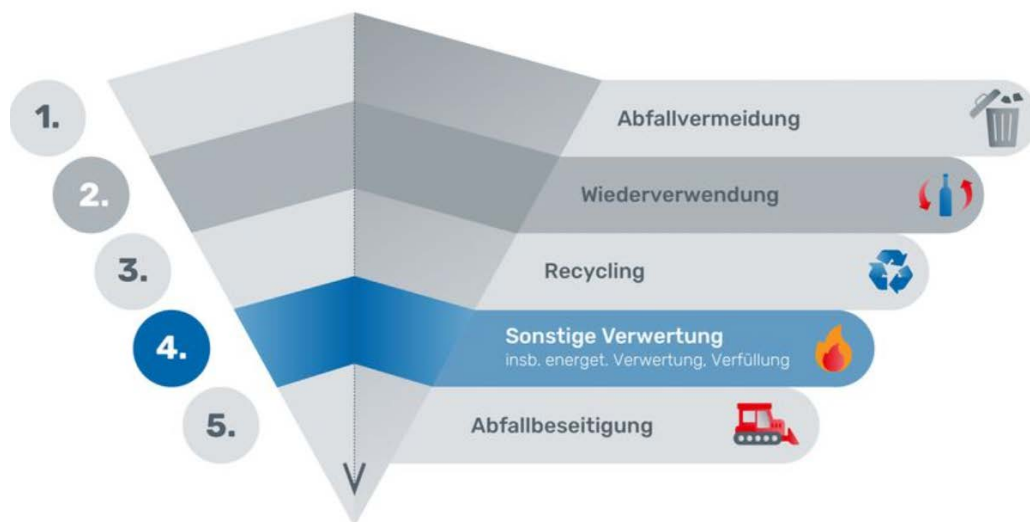 1.
Abfallvermeidung
2.
Wiederverwendung
3.
Recycling
4.
Sonstige Verwertung
insb. energet. Verwertung, Verfüllung
5.
Abfallbeseitigung